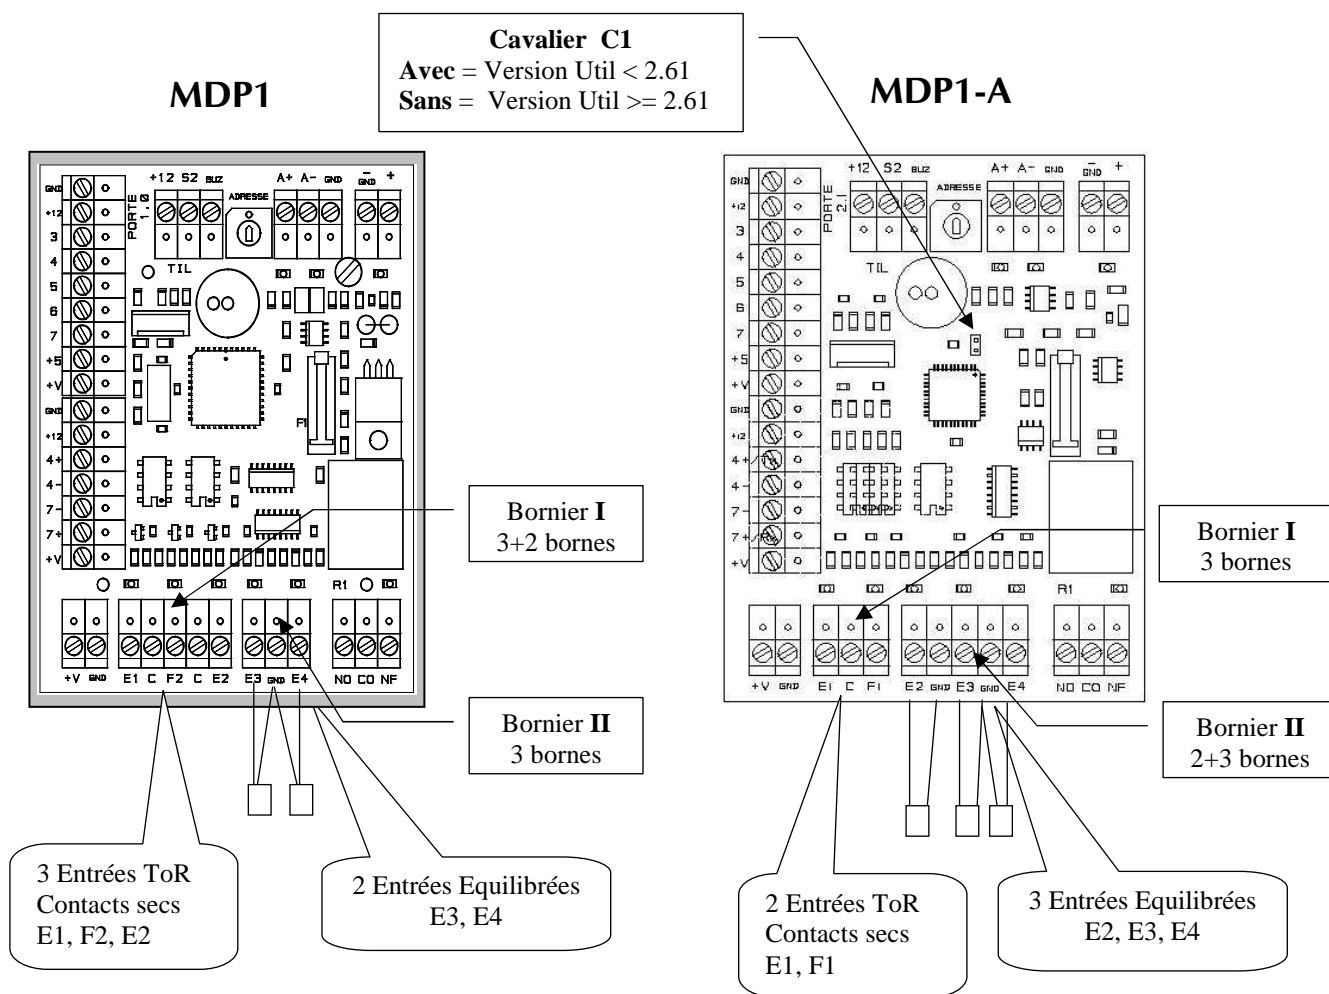 Cavalier C1
Avec = Version Util < 2.61
Sans = Version Util >= 2.61
MDP1
MDP1-A
+12 S2 BUZ
ADRESSE
A+ A- GND
- GND +
PORTE 1.0
GND
+12
3
4
5
6
7
+5
+V
GND
+12
4+
4-
7-
7+
+V
TIL
F1
R1
+V GND
E1 C F2 C E2
E3 GND E4
NO CO NF
+12 S2 BUZ
ADRESSE
A+ A- GND
- GND +
PORTE 2.1
GND
+12
3
4
5
6
7
+5
+V
GND
+12
4+
4-
7-
7+
+V
TIL
R1
+V GND
E1 C F1
E2 GND E3 GND E4
NO CO NF
Bornier I
3+2 bornes
Bornier I
3 bornes
Bornier II
3 bornes
Bornier II
2+3 bornes
3 Entrées ToR
Contacts secs
E1, F2, E2
2 Entrées Equilibrées
E3, E4
2 Entrées ToR
Contacts secs
E1, F1
3 Entrées Equilibrées
E2, E3, E4